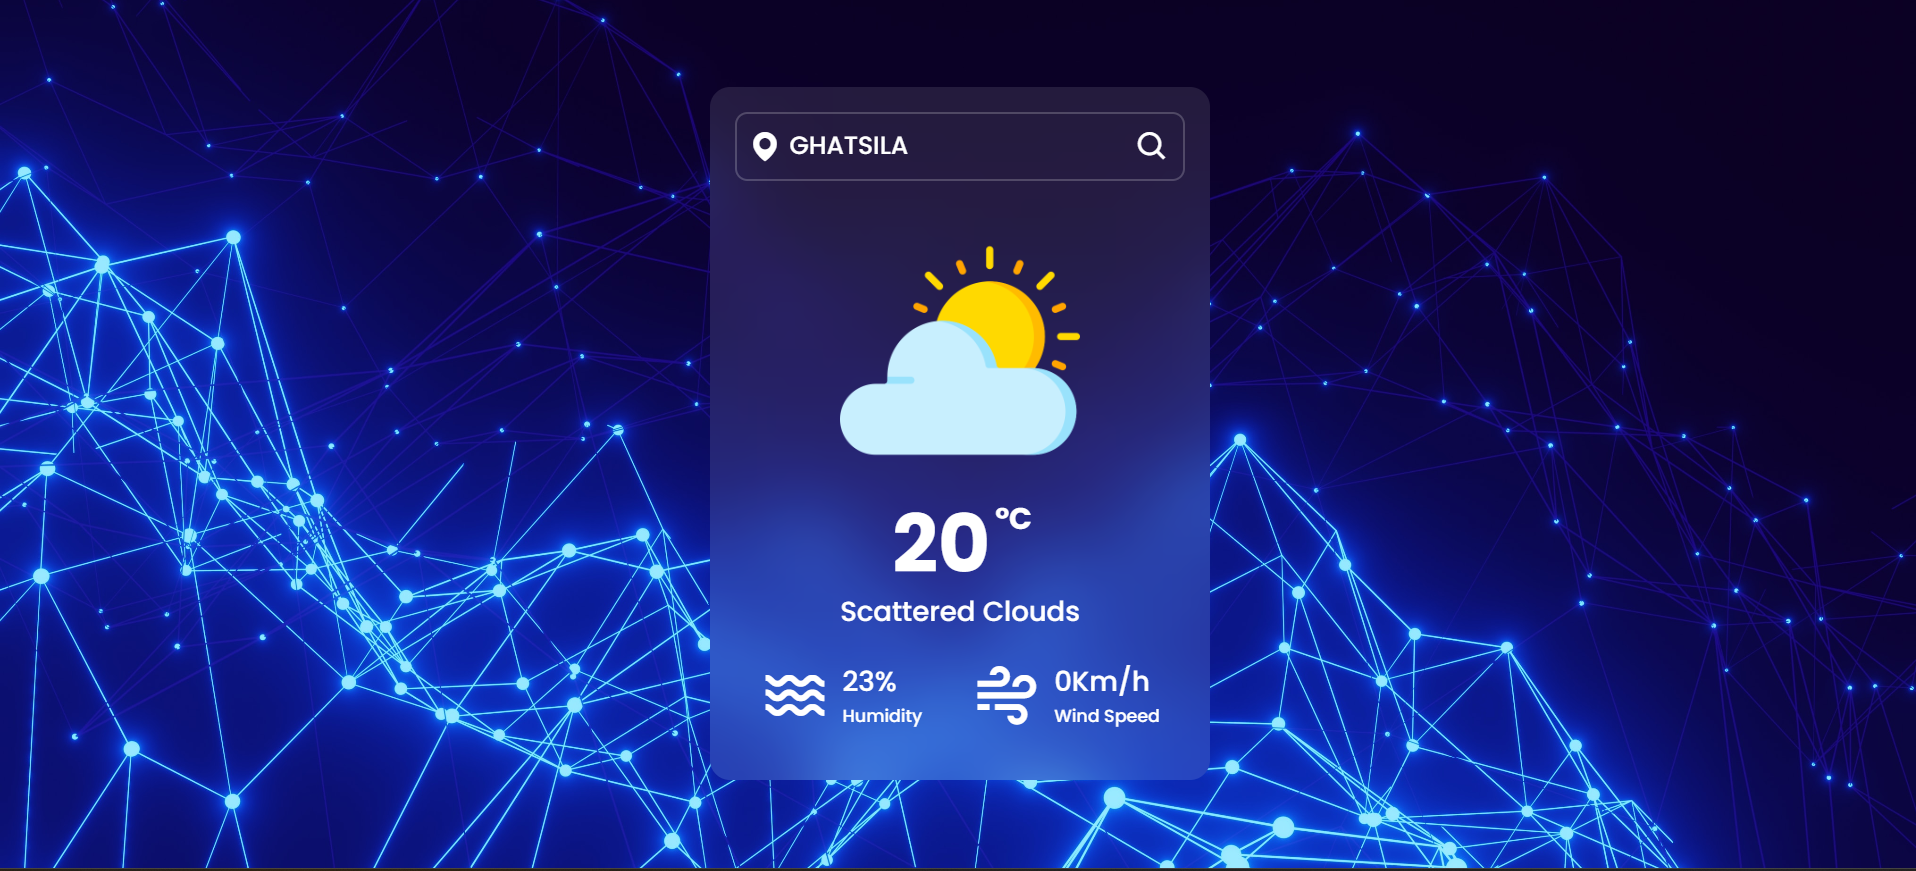 GHATSILA
20°C
Scattered Clouds
23%
Humidity
0Km/h
Wind Speed